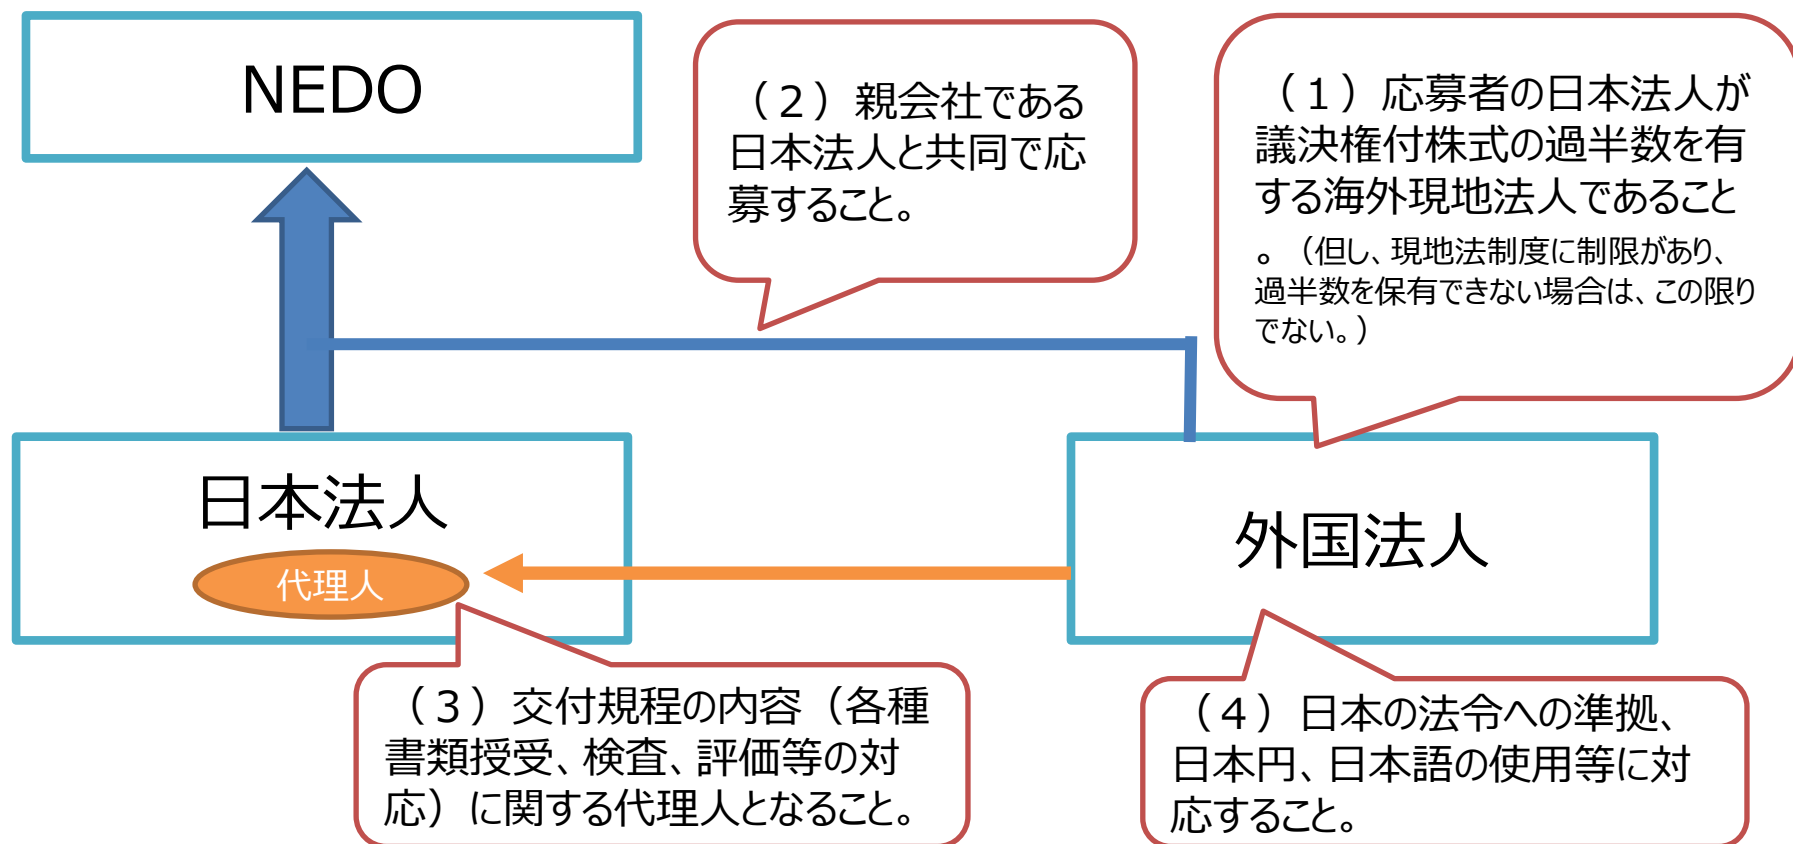 NEDO
（２）親会社である
日本法人と共同で応
募すること。
（１）応募者の日本法人が
議決権付株式の過半数を有
する海外現地法人であること
。（但し、現地法制度に制限があり、
過半数を保有できない場合は、この限り
でない。）
日本法人
代理人
外国法人
（３）交付規程の内容（各種
書類授受、検査、評価等の対
応）に関する代理人となること。
（４）日本の法令への準拠、
日本円、日本語の使用等に対
応すること。